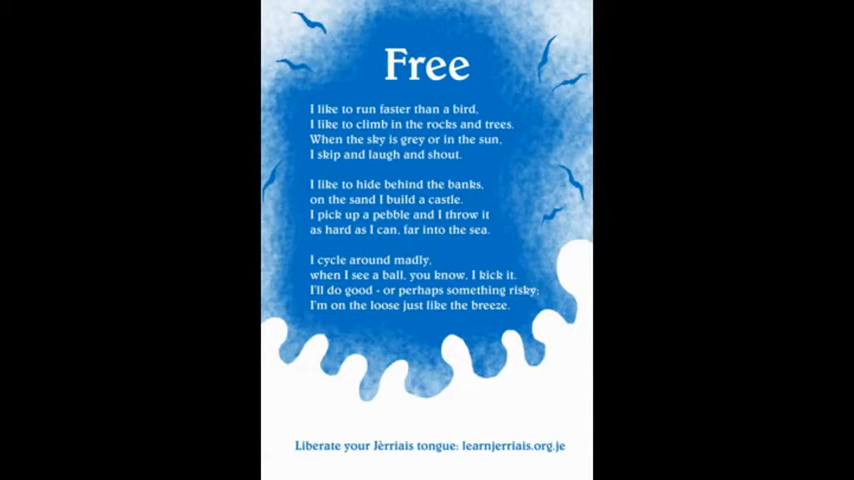 Free
I like to run faster than a bird,
I like to climb in the rocks and trees.
When the sky is grey or in the sun,
I skip and laugh and shout.
I like to hide behind the banks,
on the sand I build a castle.
I pick up a pebble and I throw it
as hard as I can, far into the sea.
I cycle around madly,
when I see a ball, you know, I kick it.
I'll do good - or perhaps something risky;
I'm on the loose just like the breeze.
Liberate your Jèrriais tongue: learnjerriais.org.je